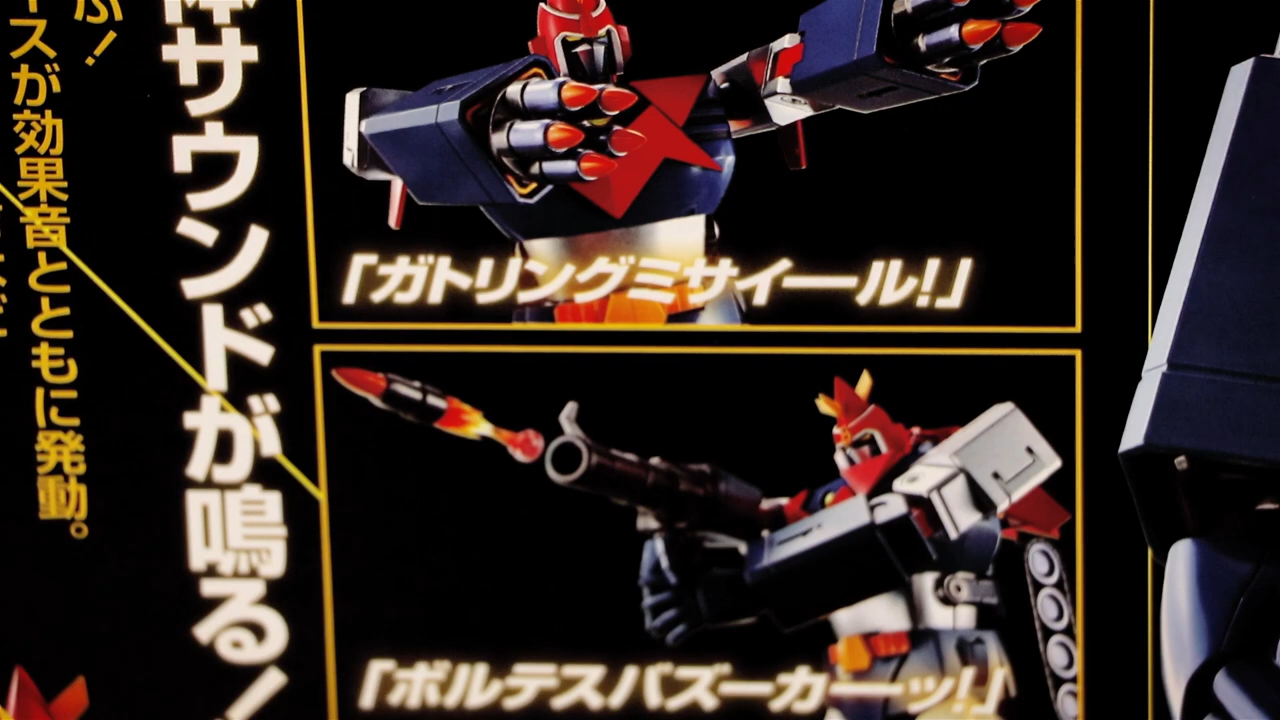 体サウンドが鳴る!
ぶ!
スが効果音とともに発動。
「ガトリングミサイール!」
「ボルテスバズーカーッ!」